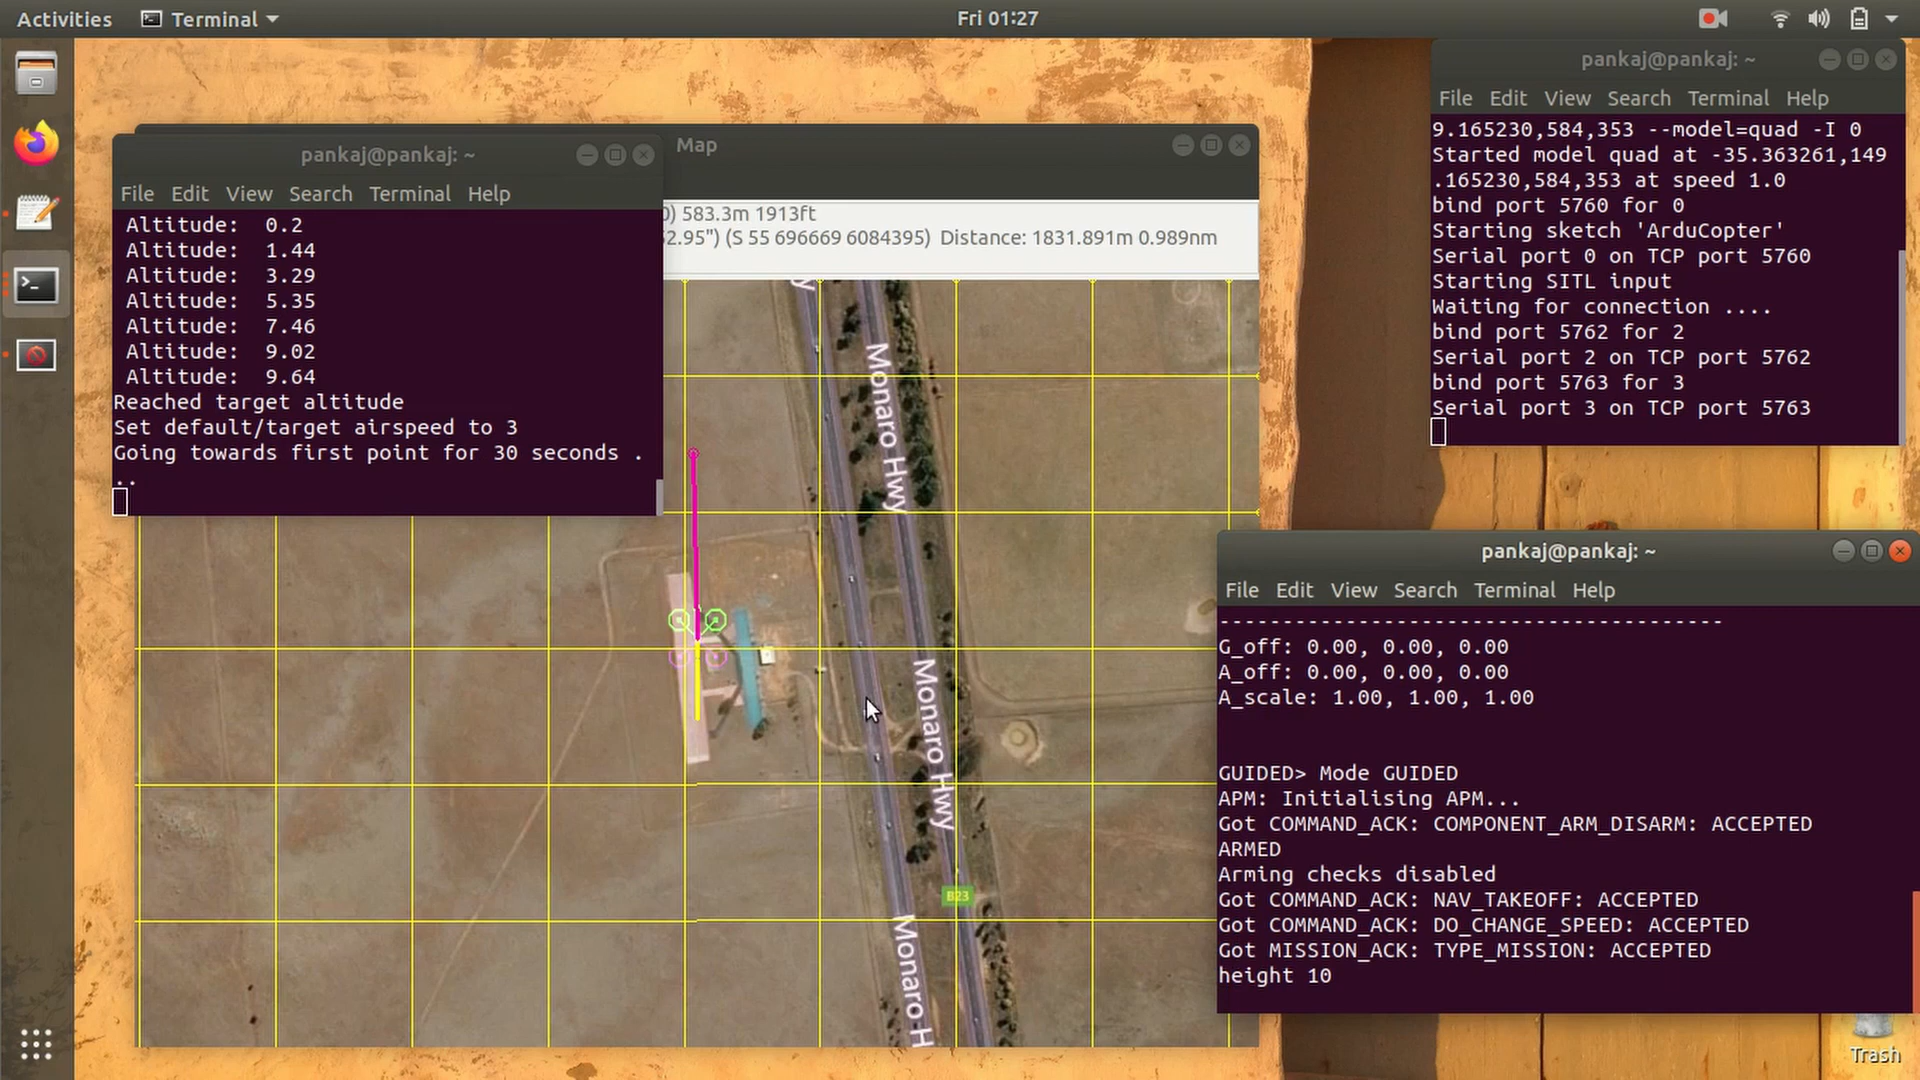 Activities
Terminal
Fri 01:27
pankaj@pankaj: ~
File Edit View Search Terminal Help
Altitude: 0.2
Altitude: 1.44
Altitude: 3.29
Altitude: 5.35
Altitude: 7.46
Altitude: 9.02
Altitude: 9.64
Reached target altitude
Set default/target airspeed to 3
Going towards first point for 30 seconds .
..
Map
0) 583.3m 1913ft
2.95") (S 55 696669 6084395) Distance: 1831.891m 0.989nm
y
Monaro Hwy
Monaro Hwy
B23
Monaro H
pankaj@pankaj: ~
File Edit View Search Terminal Help
9.165230,584,353 --model=quad -I 0
Started model quad at -35.363261,149
.165230,584,353 at speed 1.0
bind port 5760 for 0
Starting sketch 'ArduCopter'
Serial port 0 on TCP port 5760
Starting SITL input
Waiting for connection ....
bind port 5762 for 2
Serial port 2 on TCP port 5762
bind port 5763 for 3
Serial port 3 on TCP port 5763
pankaj@pankaj: ~
File Edit View Search Terminal Help
----------------------------------------
G_off: 0.00, 0.00, 0.00
A_off: 0.00, 0.00, 0.00
A_scale: 1.00, 1.00, 1.00
GUIDED> Mode GUIDED
APM: Initialising APM...
Got COMMAND_ACK: COMPONENT_ARM_DISARM: ACCEPTED
ARMED
Arming checks disabled
Got COMMAND_ACK: NAV_TAKEOFF: ACCEPTED
Got COMMAND_ACK: DO_CHANGE_SPEED: ACCEPTED
Got MISSION_ACK: TYPE_MISSION: ACCEPTED
height 10
Trash